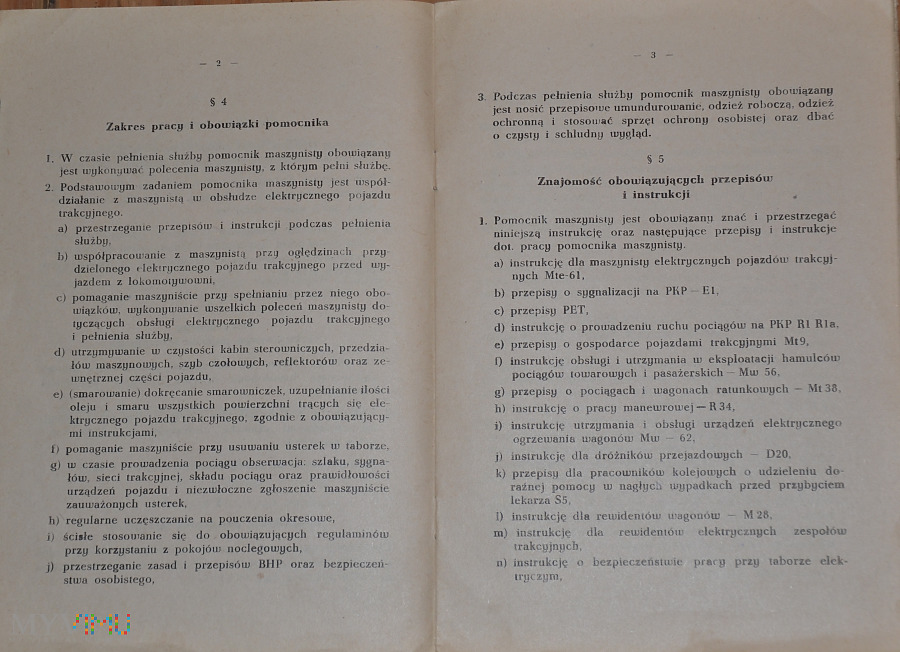 — 2 —
§ 4
Zakres pracy i obowiązki pomocnika
1. W czasie pełnienia służby pomocnik maszynisty obowiązany
jest wykonywać polecenia maszynisty, z którym pełni służbę.
2. Podstawowym zadaniem pomocnika maszynisty jest współ-
działanie z maszynistą w obsłudze elektrycznego pojazdu
trakcyjnego.
a) przestrzeganie przepisów i instrukcji podczas pełnienia
służby,
b) współpracowanie z maszynistą przy oględzinach przy-
dzielonego elektrycznego pojazdu trakcyjnego przed wy-
jazdem z lokomotywowni,
c) pomaganie maszyniście przy spełnianiu przez niego obo-
wiązków, wykonywanie wszelkich poleceń maszynisty do-
tyczących obsługi elektrycznego pojazdu trakcyjnego
i pełnienia służby,
d) utrzymywanie w czystości kabin sterowniczych, przedzia-
łów maszynowych, szyb czołowych, reflektorów oraz ze-
wnętrznej części pojazdu,
e) (smarowanie) dokręcanie smarowniczek, uzupełnianie ilości
oleju i smaru wszystkich powierzchni trących się ele-
ktrycznego pojazdu trakcyjnego, zgodnie z obowiązujący-
mi instrukcjami,
f) pomaganie maszyniście przy usuwaniu usterek w taborze,
g) w czasie prowadzenia pociągu obserwacja: szlaku, sygna-
łów, sieci trakcyjnej, składu pociągu oraz prawidłowości
urządzeń pojazdu i niezwłoczne zgłoszenie maszyniście
zauważonych usterek,
h) regularne uczęszczanie na pouczenia okresowe,
i) ścisłe stosowanie się do obowiązujących regulaminów
przy korzystaniu z pokojów noclegowych,
j) przestrzeganie zasad i przepisów BHP oraz bezpieczeń-
stwa osobistego,
— 3 —
3. Podczas pełnienia służby pomocnik maszynisty obowiązany
jest nosić przepisowe umundurowanie, odzież roboczą, odzież
ochronną i stosować sprzęt ochrony osobistej oraz dbać
o czysty i schludny wygląd.
§ 5
Znajomość obowiązujących przepisów
i instrukcji
1. Pomocnik maszynisty jest obowiązany znać i przestrzegać
niniejszą instrukcję oraz następujące przepisy i instrukcje
dot. pracy pomocnika maszynisty.
a) instrukcję dla maszynisty elektrycznych pojazdów trakcyj-
nych Mte-61,
b) przepisy o sygnalizacji na PKP — E1,
c) przepisy PET,
d) instrukcję o prowadzeniu ruchu pociągów na PKP R1 R1a,
e) przepisy o gospodarce pojazdami trakcyjnymi Mt9,
f) instrukcję obsługi i utrzymania w eksploatacji hamulców
pociągów towarowych i pasażerskich — Mw 56,
g) przepisy o pociągach i wagonach ratunkowych — Mt 38,
h) instrukcję o pracy manewrowej — R 34,
i) instrukcję utrzymania i obsługi urządzeń elektrycznego
ogrzewania wagonów Mw — 62,
j) instrukcję dla dróżników przejazdowych — D20,
k) przepisy dla pracowników kolejowych o udzieleniu do-
raźnej pomocy w nagłych wypadkach przed przybyciem
lekarza S5,
l) instrukcję dla rewidentów wagonów — M 28,
m) instrukcję dla rewidentów elektrycznych zespołów
trakcyjnych,
n) instrukcję o bezpieczeństwie pracy przy taborze elek-
tryczym,